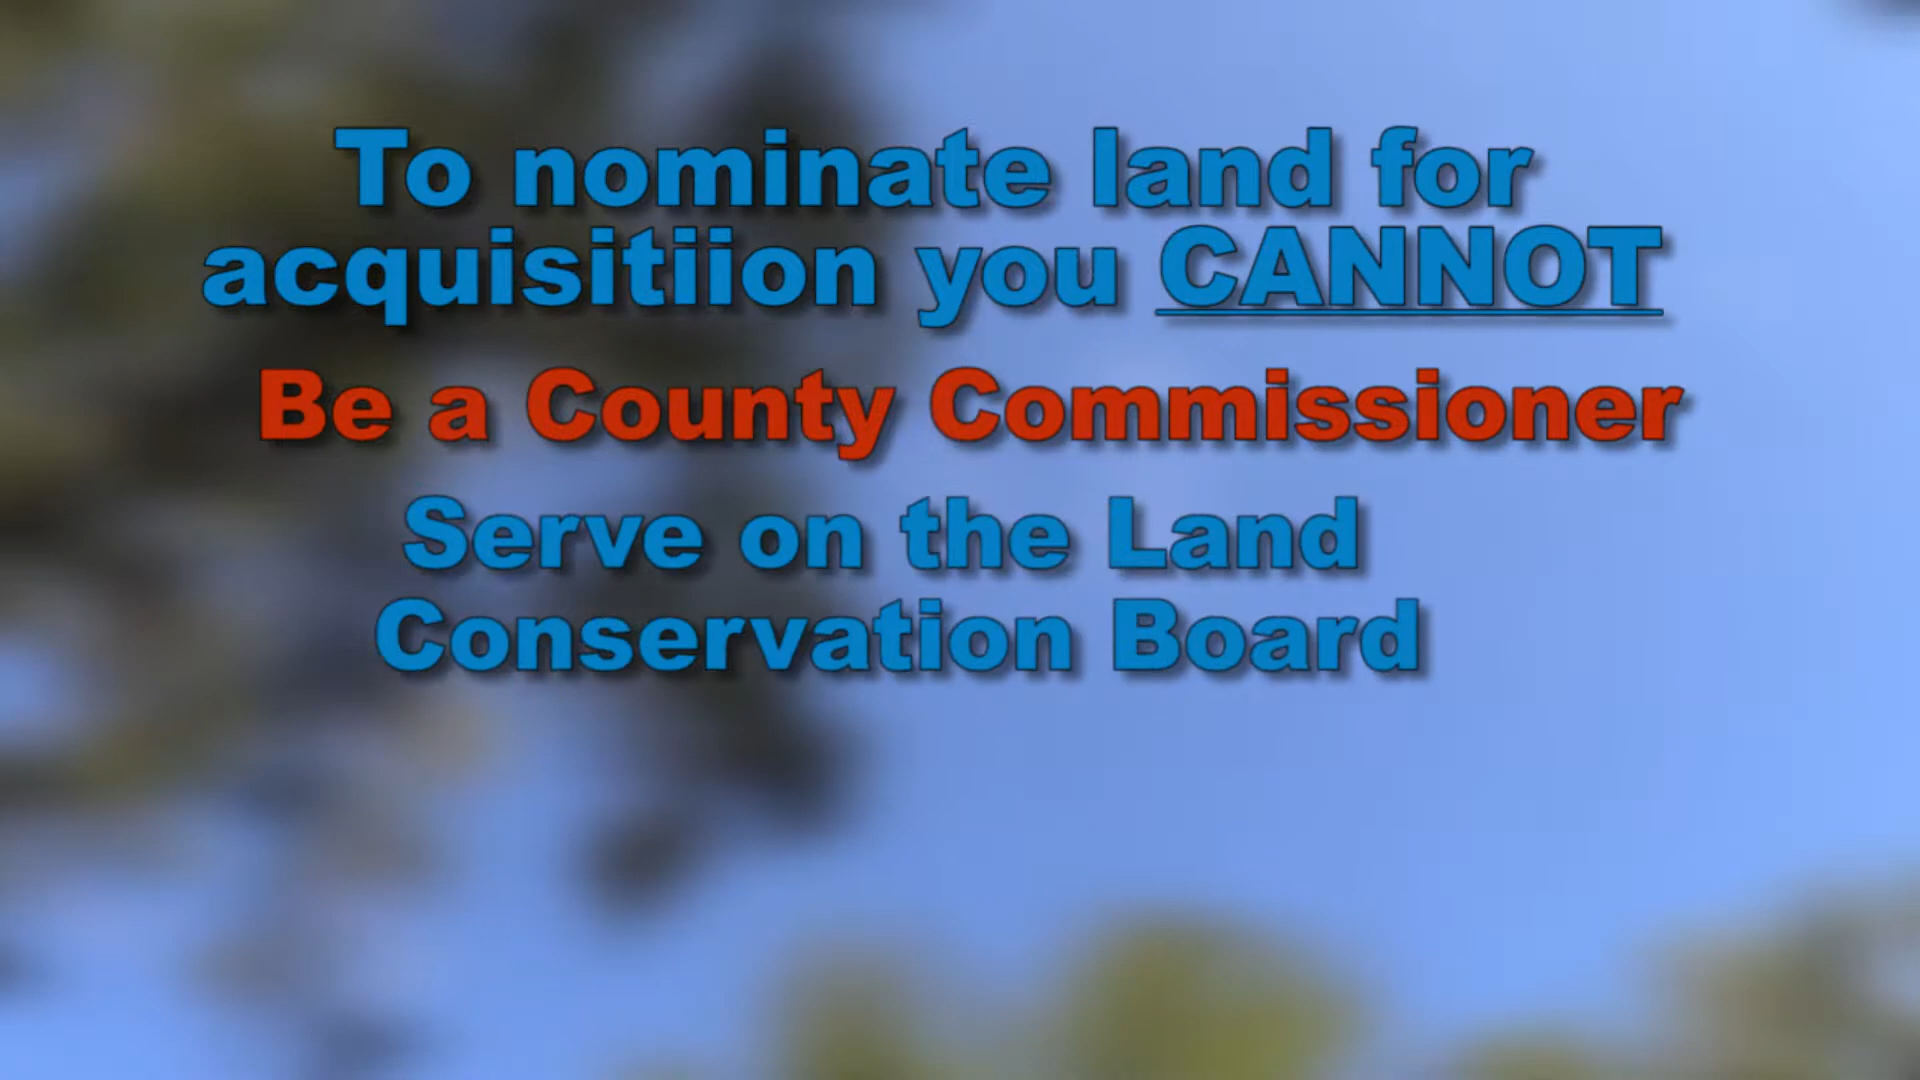 To nominate land for
acquisitiion you CANNOT
Be a County Commissioner
Serve on the Land
Conservation Board